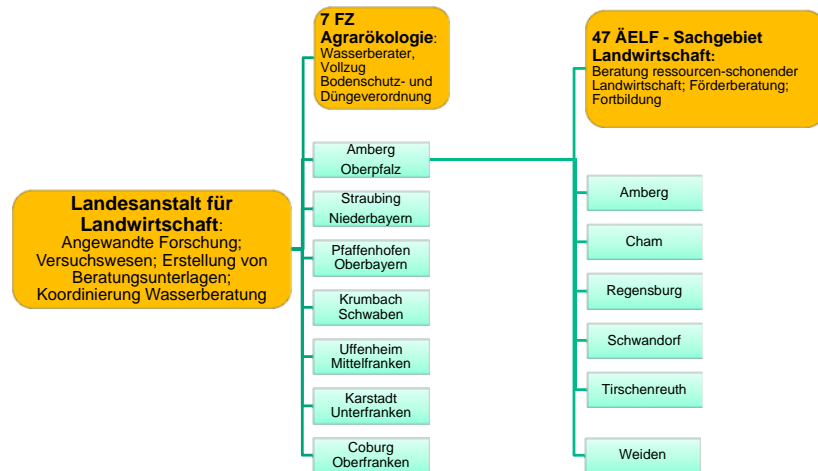 7 FZ
Agrarökologie:
Wasserberater,
Vollzug
Bodenschutz- und
Düngeverordnung
47 ÄELF - Sachgebiet
Landwirtschaft:
Beratung ressourcen-schonender
Landwirtschaft; Förderberatung;
Fortbildung
Landesanstalt für
Landwirtschaft:
Angewandte Forschung;
Versuchswesen; Erstellung von
Beratungsunterlagen;
Koordinierung Wasserberatung
Amberg
Oberpfalz
Straubing
Niederbayern
Pfaffenhofen
Oberbayern
Krumbach
Schwaben
Uffenheim
Mittelfranken
Karstadt
Unterfranken
Coburg
Oberfranken
Amberg
Cham
Regensburg
Schwandorf
Tirschenreuth
Weiden